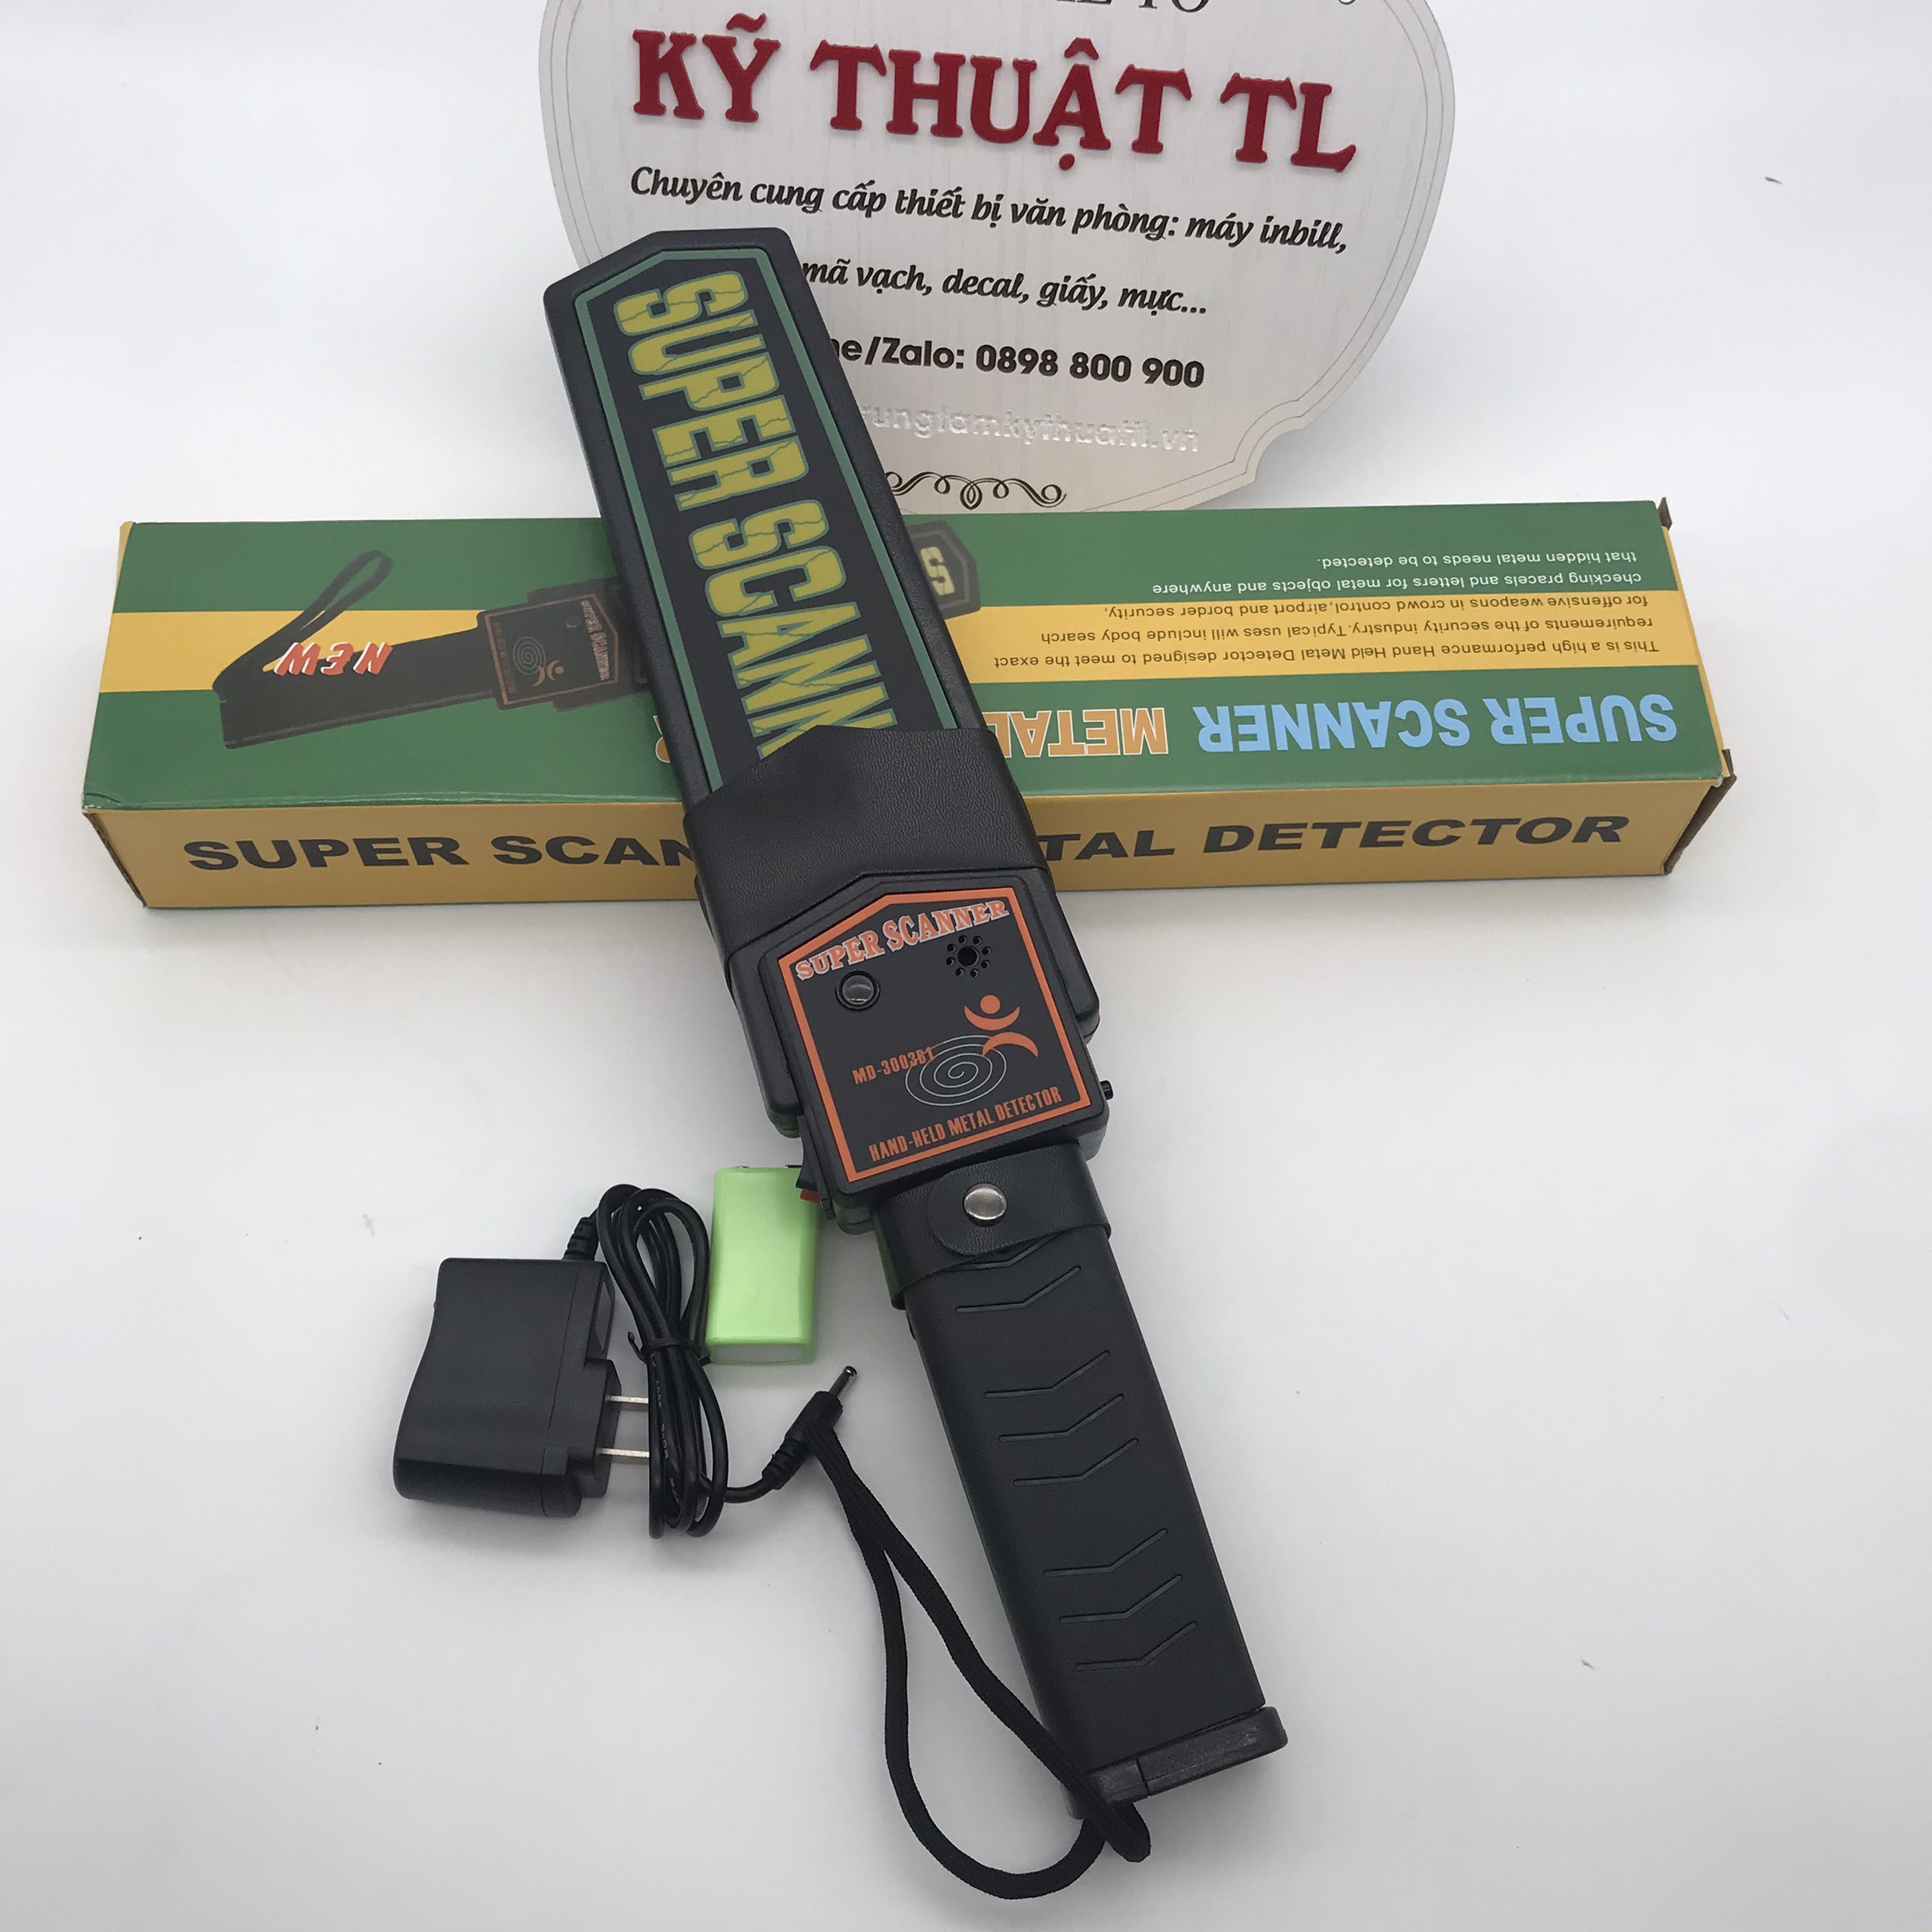 KỸ THUẬT TL
Chuyên cung cấp thiết bị văn phòng: máy inbill,
mã vạch, decal, giấy, mực...
/Zalo: 0898 800 900
SUPER SCANN
This is a high performance Hand Held Metal Detector designed to meet the exact
requirements of the security industry.Typical uses will include body search
for offensive weapons in crowd control,airport and border security,
checking pracels and letters for metal objects and anywhere
that hidden metal needs to be detected.
NEW
SUPER SCANNER METAL
SUPER SCAN TAL DETECTOR
SUPER SCANNER
MD-3003B1
HAND-HELD METAL DETECTOR